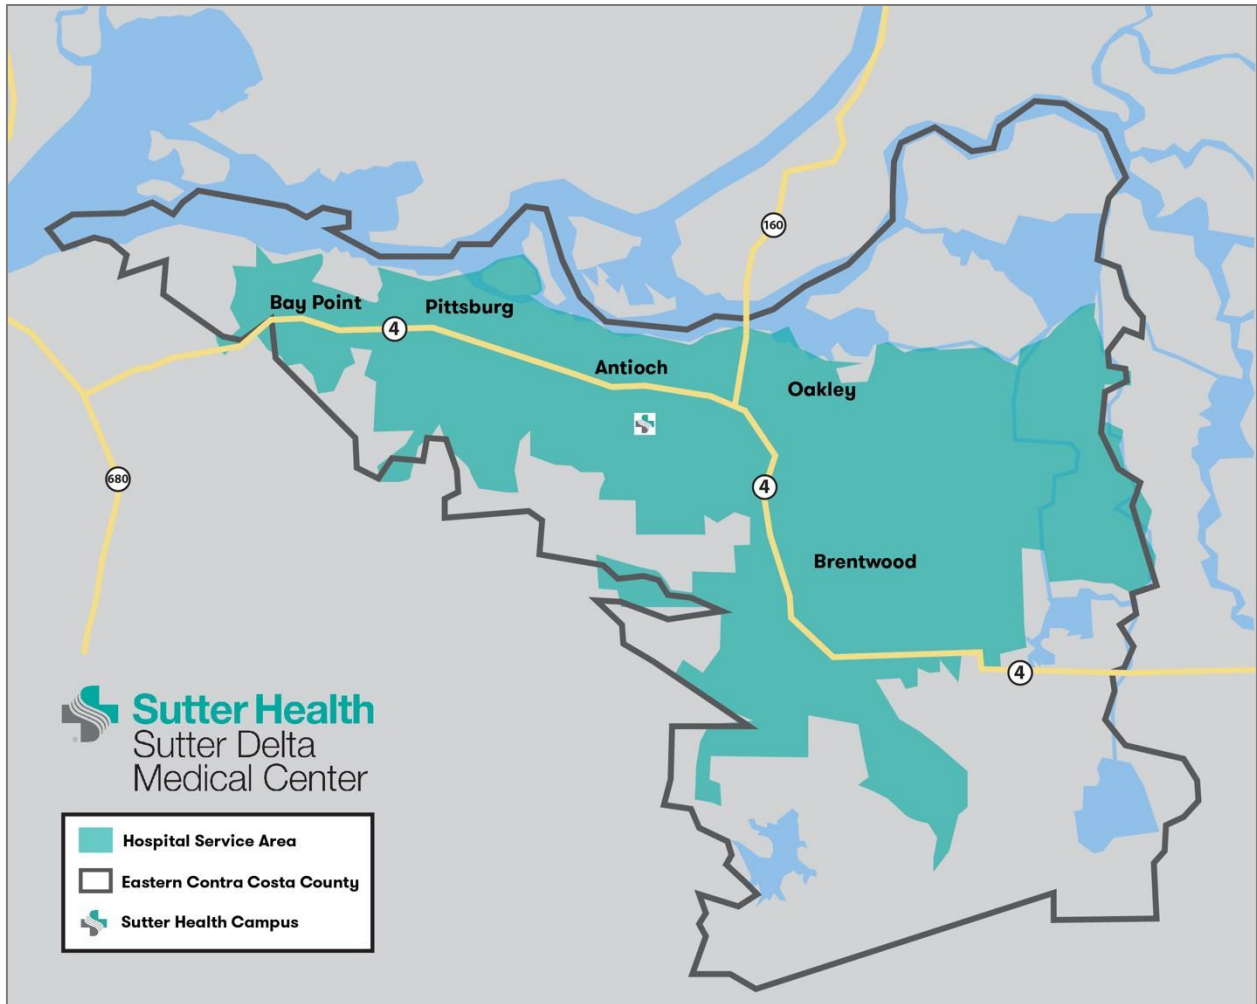 160
Bay Point
Pittsburg
4
Antioch
Oakley
680
4
Brentwood
4
Sutter Health
Sutter Delta
Medical Center
®
Hospital Service Area
Eastern Contra Costa County
Sutter Health Campus